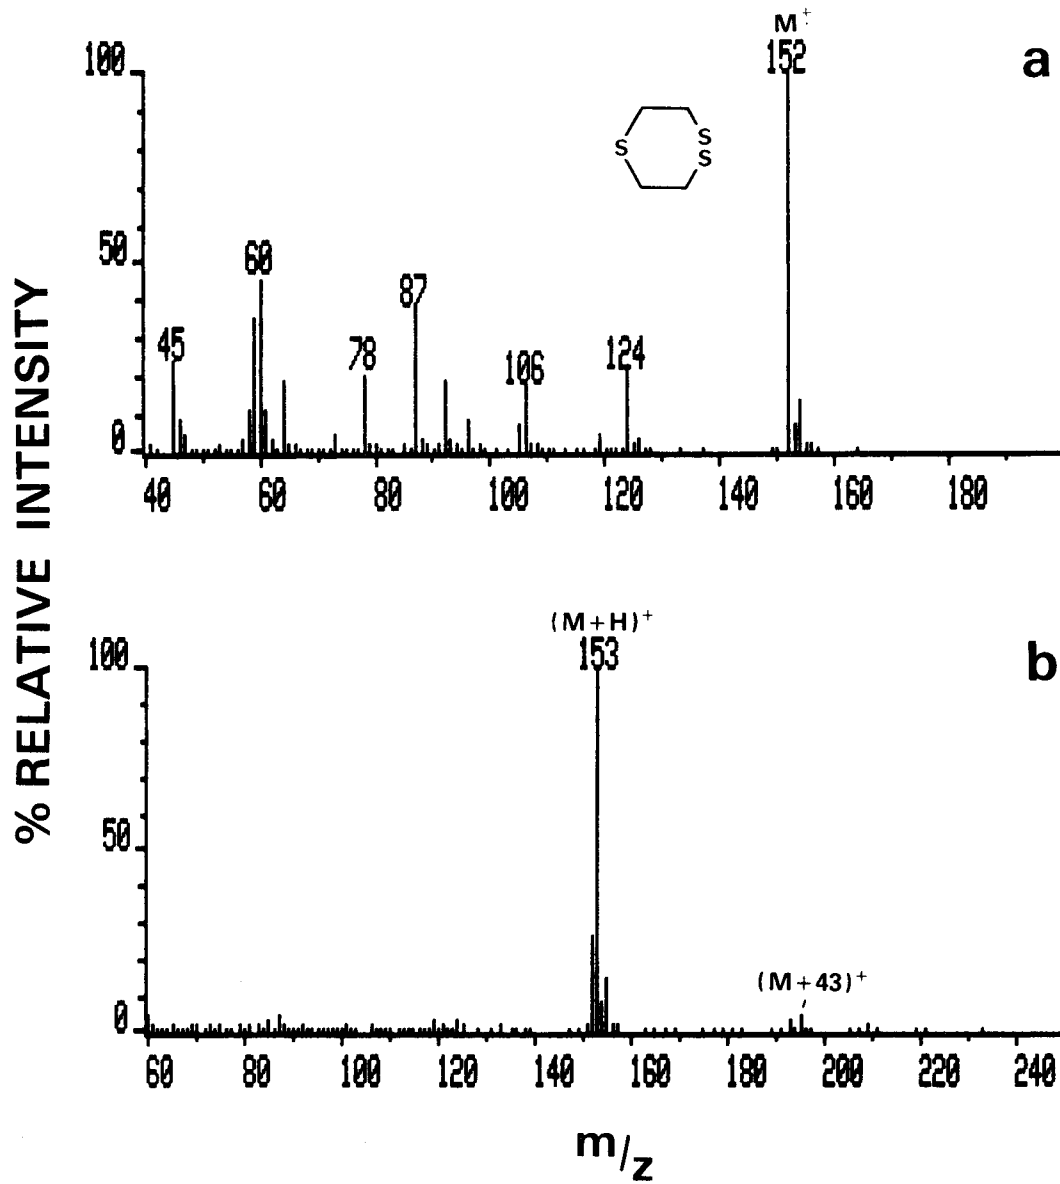 M+·
152
a
100
S
S
S
50
60
87
45
78
106
124
0
40 60 80 100 120 140 160 180
% RELATIVE INTENSITY
(M+H)+
153
b
100
50
(M+43)+
0
60 80 100 120 140 160 180 200 220 240
m/z